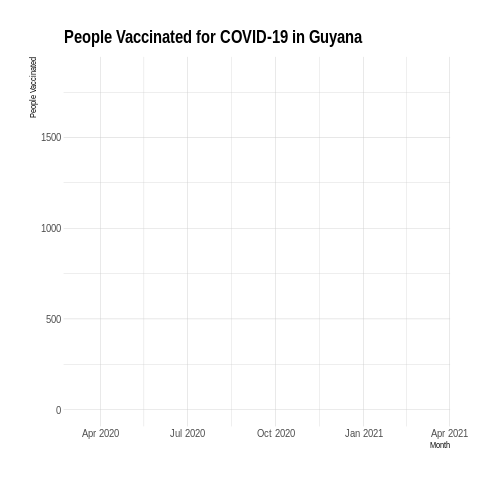 People Vaccinated for COVID-19 in Guyana
People Vaccinated
1500
1000
500
0
Apr 2020 Jul 2020 Oct 2020 Jan 2021 Apr 2021
Month